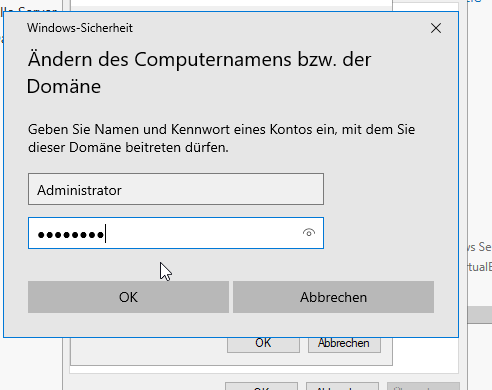 Windows-Sicherheit
Ändern des Computernamens bzw. der
Domäne
Geben Sie Namen und Kennwort eines Kontos ein, mit dem Sie
dieser Domäne beitreten dürfen.
Administrator
●●●●●●●●
OK Abbrechen
OK Abbrechen